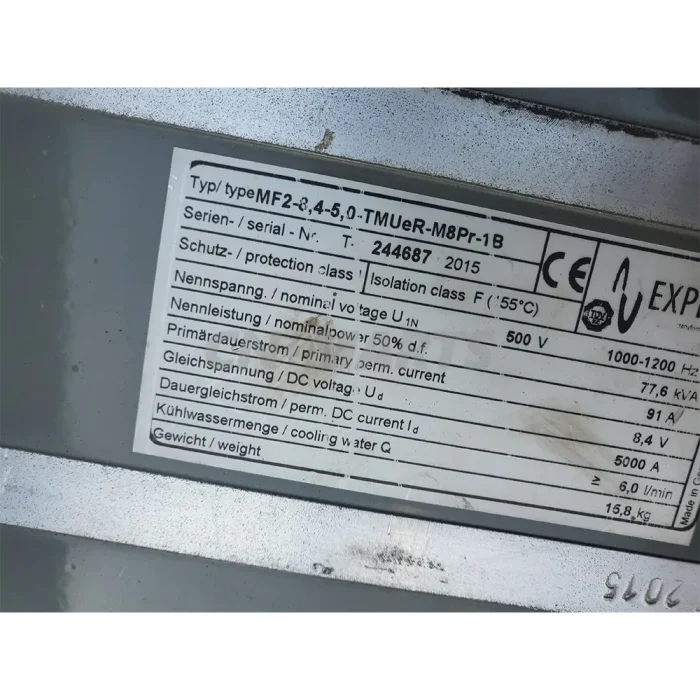 Typ/ type MF2-8,4-5,0-TMUeR-M8Pr-1B
Serien- / serial - Nr. T. 244687 2015
Schutz- / protection class Isolation class F ( 55°C)
CE
Nennspanng. / nominal voltage U1N 500 V 1000-1200 Hz
Nennleistung / nominalpower 50% d.f. 77,6 kVA
Primärdauerstrom / primary perm. current 91 A
Gleichspannung / DC voltage Ud 8,4 V
Dauergleichstrom / perm. DC current Id 5000 A
Kühlwassermenge / cooling water Q ≥ 6,0 l/min
Gewicht / weight 15,8 kg
Made in
2015